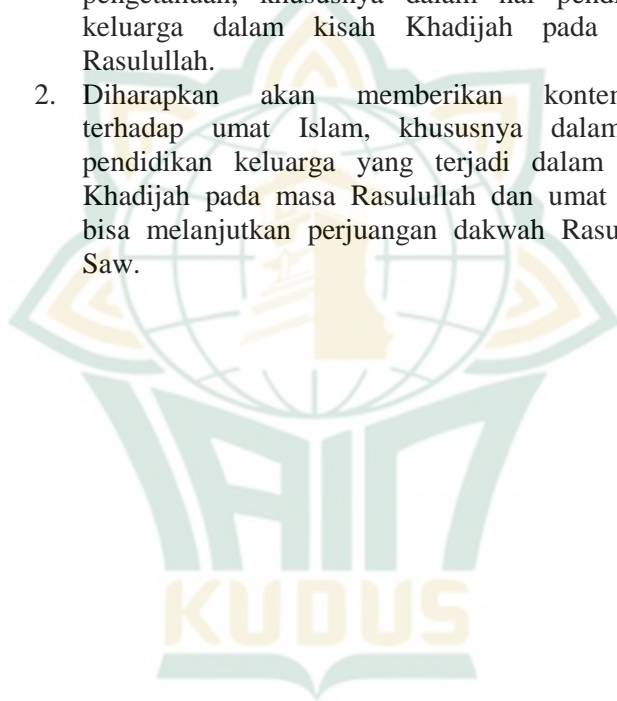 pengetahuan, khususnya dalam hal pendi
keluarga dalam kisah Khadijah pada
Rasulullah.
2. Diharapkan akan memberikan konter
terhadap umat Islam, khususnya dalam
pendidikan keluarga yang terjadi dalam
Khadijah pada masa Rasulullah dan umat
bisa melanjutkan perjuangan dakwah Rasu
Saw.
IAIN
KUDUS